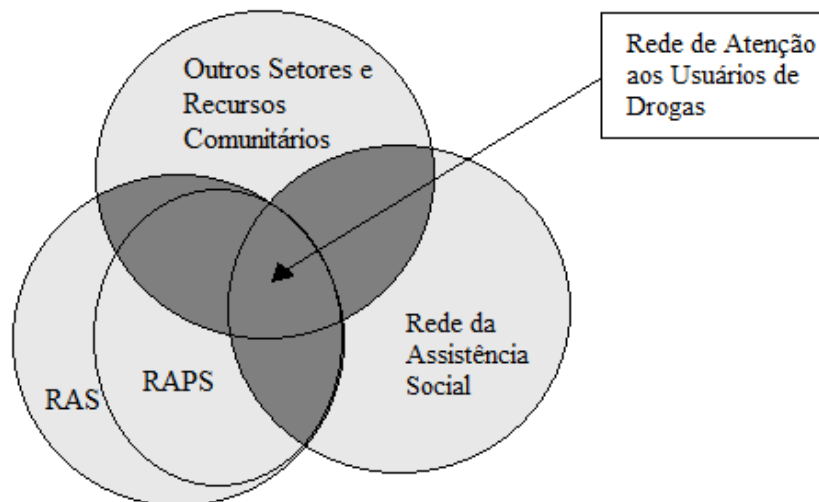 Outros Setores e
Recursos
Comunitários
Rede de Atenção
aos Usuários de
Drogas
Rede da
Assistência
Social
RAS
RAPS